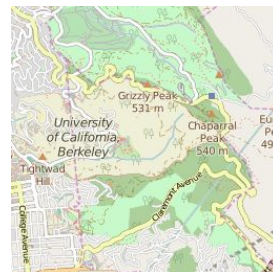 Grizzly Peak
531 m
University
of California,
Berkeley
Chaparral
Peak
540 m
Tightwad
Hill
Claremont Avenue
College Avenue